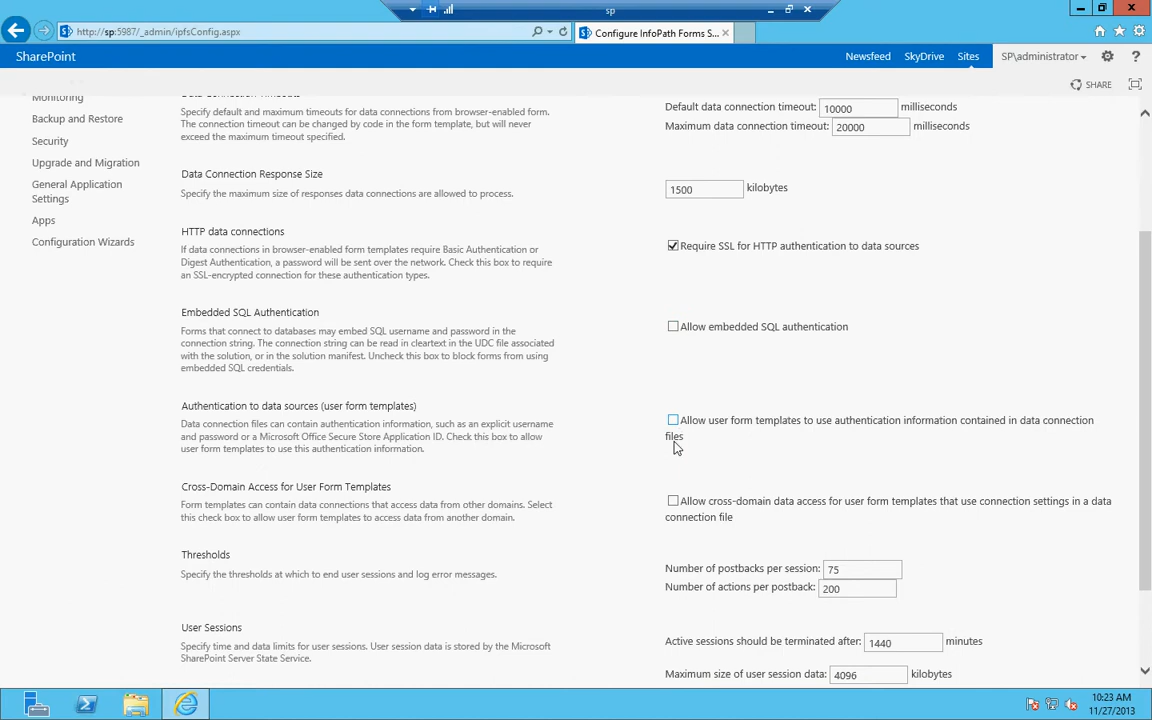 sp
http://sp:5987/_admin/ipfsConfig.aspx
Configure InfoPath Forms S...
SharePoint
Newsfeed SkyDrive Sites SP\administrator ?
SHARE
Monitoring
Backup and Restore
Security
Upgrade and Migration
General Application
Settings
Apps
Configuration Wizards
Data Connection Timeouts
Specify default and maximum timeouts for data connections from browser-enabled form.
The connection timeout can be changed by code in the form template, but will never
exceed the maximum timeout specified.
Default data connection timeout: 10000 milliseconds
Maximum data connection timeout: 20000 milliseconds
Data Connection Response Size
Specify the maximum size of responses data connections are allowed to process.
1500 kilobytes
HTTP data connections
If data connections in browser-enabled form templates require Basic Authentication or
Digest Authentication, a password will be sent over the network. Check this box to require
an SSL-encrypted connection for these authentication types.
Require SSL for HTTP authentication to data sources
Embedded SQL Authentication
Forms that connect to databases may embed SQL username and password in the
connection string. The connection string can be read in cleartext in the UDC file associated
with the solution, or in the solution manifest. Uncheck this box to block forms from using
embedded SQL credentials.
Allow embedded SQL authentication
Authentication to data sources (user form templates)
Data connection files can contain authentication information, such as an explicit username
and password or a Microsoft Office Secure Store Application ID. Check this box to allow
user form templates to use this authentication information.
Allow user form templates to use authentication information contained in data connection
files
Cross-Domain Access for User Form Templates
Form templates can contain data connections that access data from other domains. Select
this check box to allow user form templates to access data from another domain.
Allow cross-domain data access for user form templates that use connection settings in a data
connection file
Thresholds
Specify the thresholds at which to end user sessions and log error messages.
Number of postbacks per session: 75
Number of actions per postback: 200
User Sessions
Specify time and data limits for user sessions. User session data is stored by the Microsoft
SharePoint Server State Service.
Active sessions should be terminated after: 1440 minutes
Maximum size of user session data: 4096 kilobytes
10:23 AM
11/27/2013